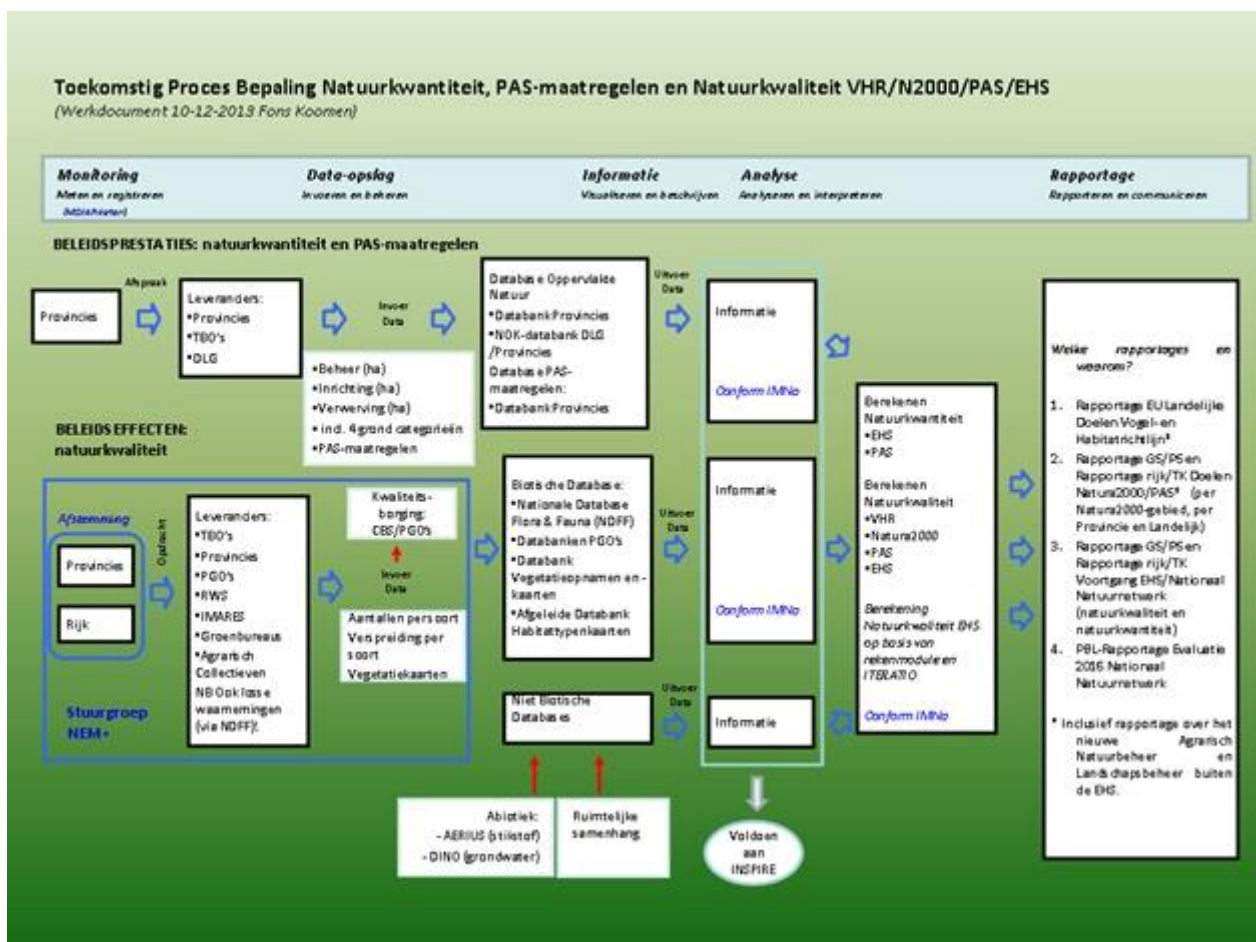 Toekomstig Proces Bepaling Natuurkwantiteit, PAS-maatregelen en Natuurkwaliteit VHR/N2000/PAS/EHS
(Werkdocument 10-12-2013 Fons Koomen)
Monitoring
Meten en registreren
Data-opslag
Invoeren en beheren
Informatie
Visualiseren en beschrijven
Analyse
Analyseren en interpreteren
Rapportage
Rapporteren en communiceren
BELEIDSPRESTATIES: natuurkwantiteit en PAS-maatregelen
Provincies
Afspraak
Leveranders:
•Provincies
•TBO's
•DLG
Invoer
Data
•Beheer (ha)
•Inrichting (ha)
•Verwerving (ha)
• incl. 4 grond categorieën
•PAS-maatregelen
Database Oppervlakte
Natuur
•Databank Provincies
•NOK-databank DLG
/Provincies
Database PAS-
maatregelen:
•Databank Provincies
Uitvoer
Data
Informatie
Conform IMNa
BELEIDSEFFECTEN:
natuurkwaliteit
Afstemming
Provincies
Rijk
Stuurgroep
NEM+
Opdracht
Leveranders:
•TBO's
•Provincies
•PGO's
•RWS
•IMARES
•Groenbureaus
•Agrarisch
Collectieven
NB Ook losse
waarnemingen
(via NDFF)!
Kwaliteits-
borging:
CBS/PGO's
Invoer
Data
Aantallen per soort
Verspreiding per
soort
Vegetatiekaarten
Biotische Database:
•Nationale Database
Flora & Fauna (NDFF)
•Databanken PGO's
•Databank
Vegetatieopnamen en -
kaarten
•Afgeleide Databank
Habitattypenkaarten
Uitvoer
Data
Informatie
Conform IMNa
Niet Biotische
Databases
Uitvoer
Data
Informatie
Abiotiek:
- AERIUS (stikstof)
- DINO (grondwater)
Ruimtelijke
samenhang
Voldoen
aan
INSPIRE
Berekenen
Natuurkwantiteit
•EHS
•PAS
Berekenen
Natuurkwaliteit
•VHR
•Natura2000
•PAS
•EHS
Berekening
Natuurkwaliteit EHS
op basis van
rekenmodule en
ITERATIO
Conform IMNa
Welke rapportages en
waarom?
1. Rapportage EU Landelijke
Doelen Vogel- en
Habitatrichtlijn*
2. Rapportage GS/PS en
Rapportage rijk/TK Doelen
Natura2000/PAS* (per
Natura2000-gebied, per
Provincie en Landelijk)
3. Rapportage GS/PS en
Rapportage rijk/TK
Voortgang EHS/Nationaal
Natuurnetwerk
(natuurkwaliteit en
natuurkwantiteit)
4. PBL-Rapportage Evaluatie
2016 Nationaal
Natuurnetwerk
* Inclusief rapportage over het
nieuwe Agrarisch
Natuurbeheer en
Landschapsbeheer buiten
de EHS.